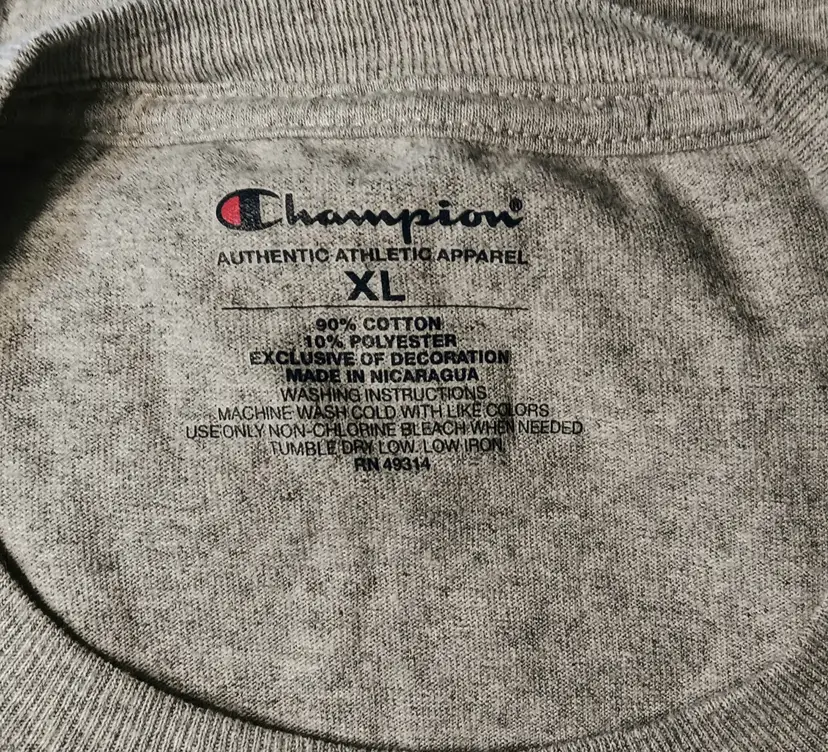 Champion®
AUTHENTIC ATHLETIC APPAREL
XL
90% COTTON
10% POLYESTER
EXCLUSIVE OF DECORATION
MADE IN NICARAGUA
WASHING INSTRUCTIONS
MACHINE WASH COLD WITH LIKE COLORS
USE ONLY NON-CHLORINE BLEACH WHEN NEEDED
TUMBLE DRY LOW. LOW IRON
RN 49314